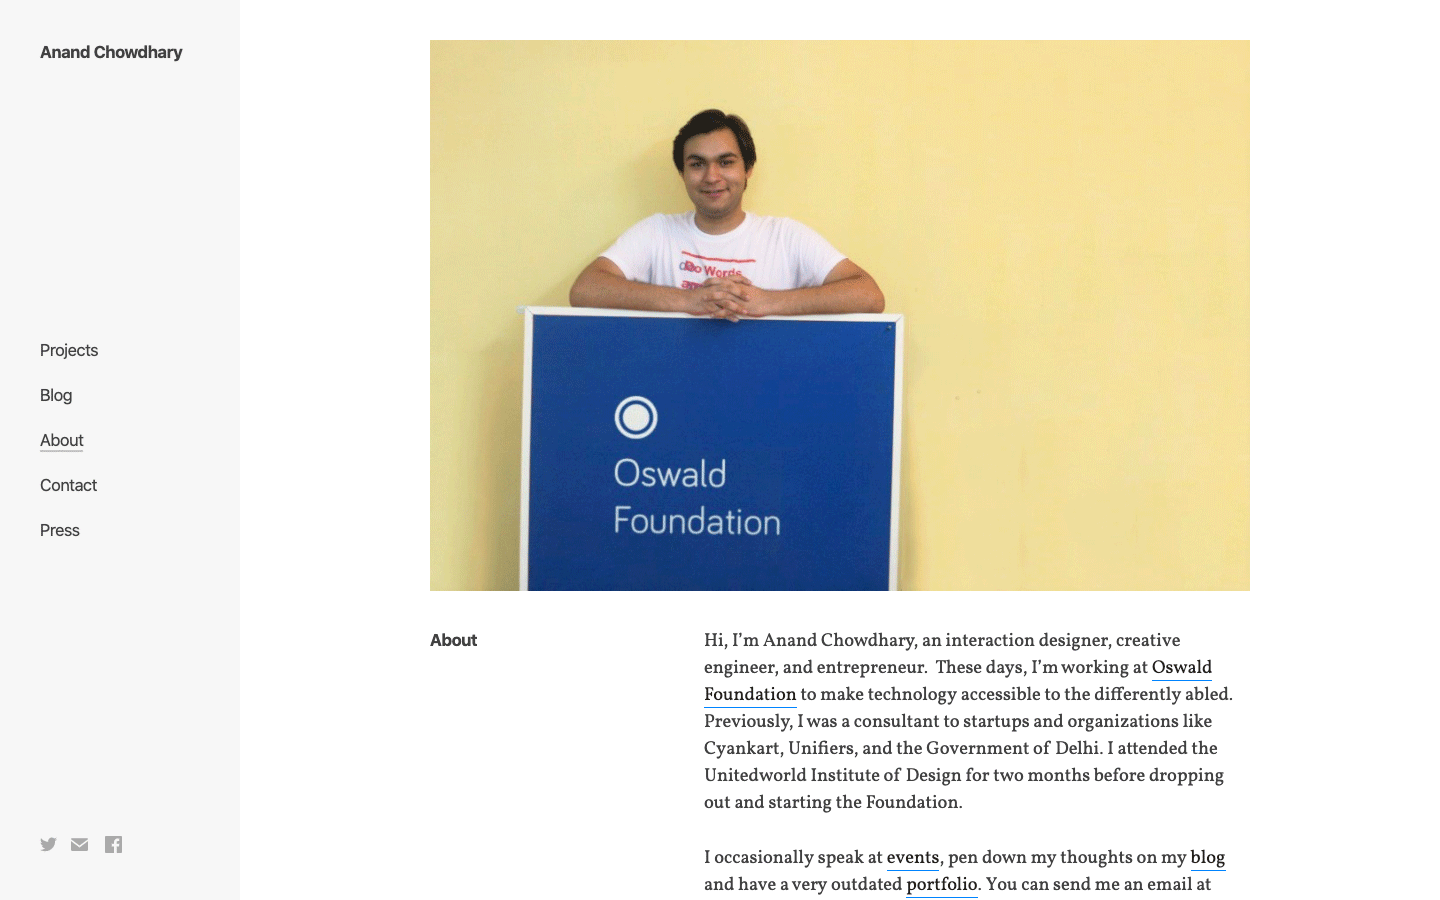 Anand Chowdhary
Projects
Blog
About
Contact
Press
Words
Oswald
Foundation
About
Hi, I’m Anand Chowdhary, an interaction designer, creative
engineer, and entrepreneur. These days, I’m working at Oswald
Foundation to make technology accessible to the differently abled.
Previously, I was a consultant to startups and organizations like
Cyankart, Unifiers, and the Government of Delhi. I attended the
Unitedworld Institute of Design for two months before dropping
out and starting the Foundation.
I occasionally speak at events, pen down my thoughts on my blog
and have a very outdated portfolio. You can send me an email at